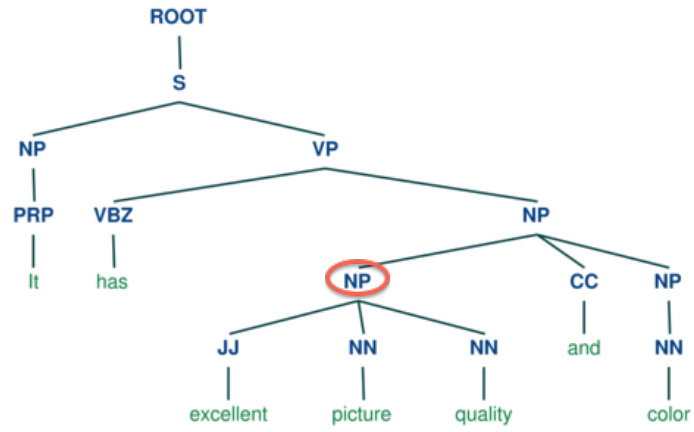 ROOT
S
NP VP
PRP VBZ NP
It has NP CC NP
JJ NN NN and NN
excellent picture quality color